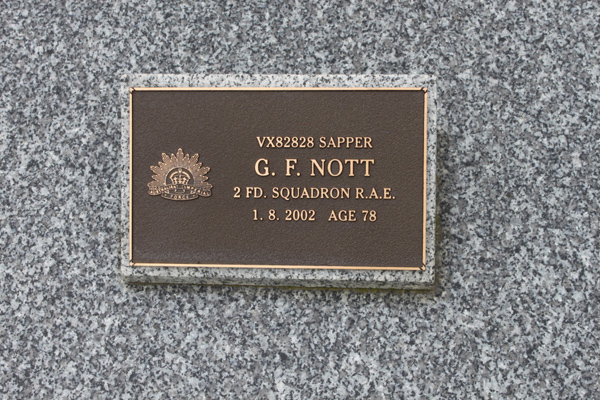 VX82828 SAPPER
G. F. NOTT
2 FD. SQUADRON R.A.E.
1. 8. 2002 AGE 78